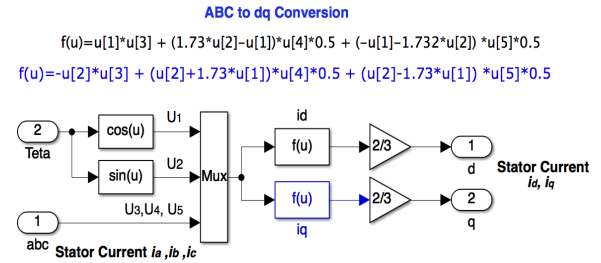 ABC to dq Conversion
f(u)=u[1]*u[3] + (1.73*u[2]-u[1])*u[4]*0.5 + (-u[1]-1.732*u[2]) *u[5]*0.5
f(u)=-u[2]*u[3] + (u[2]+1.73*u[1])*u[4]*0.5 + (u[2]-1.73*u[1]) *u[5]*0.5
2
Teta
cos(u)
U1
sin(u)
U2
U3,U4, U5
1
abc
Stator Current ia ,ib ,ic
Mux
id
f(u)
2/3
1
d
f(u)
iq
2/3
2
q
Stator Current
id, iq